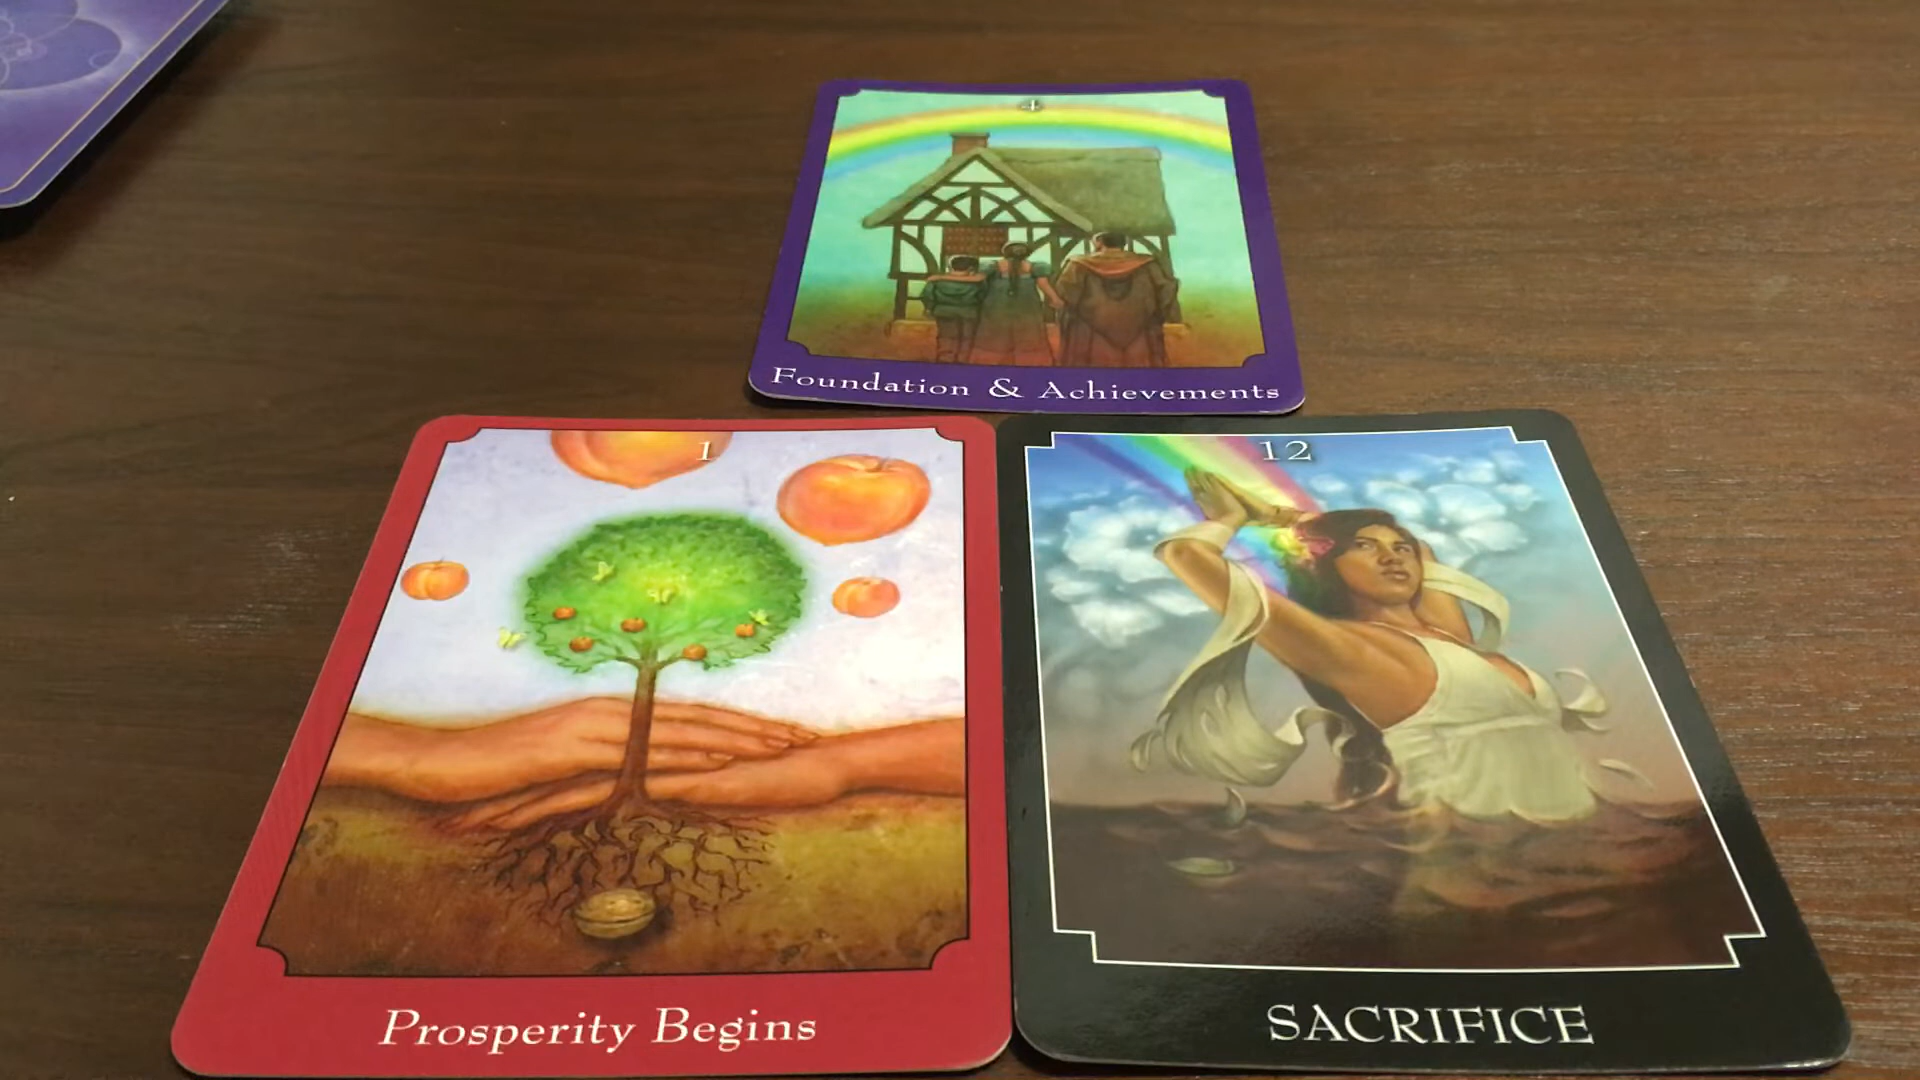 4
Foundation & Achievements
1
Prosperity Begins
12
SACRIFICE